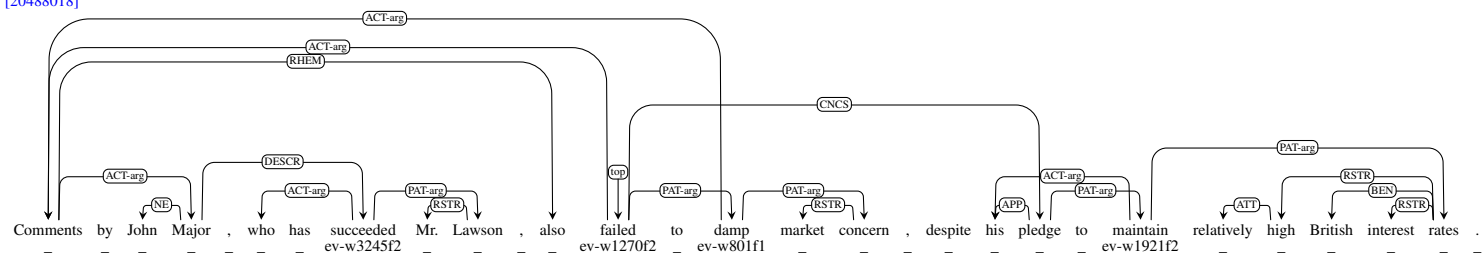 [20488018]
ACT-arg
ACT-arg
RHEM
CNCS
PAT-arg
DESCR
top
ACT-arg ACT-arg RSTR
ACT-arg PAT-arg PAT-arg PAT-arg PAT-arg BEN
NE RSTR RSTR APP ATT RSTR
Comments by John Major , who has succeeded Mr. Lawson , also failed to damp market concern , despite his pledge to maintain relatively high British interest rates .
ev-w3245f2 ev-w1270f2 ev-w801f1 ev-w1921f2
_ _ _ _ _ _ _ _ _ _ _ _ _ _ _ _ _ _ _ _ _ _ _ _